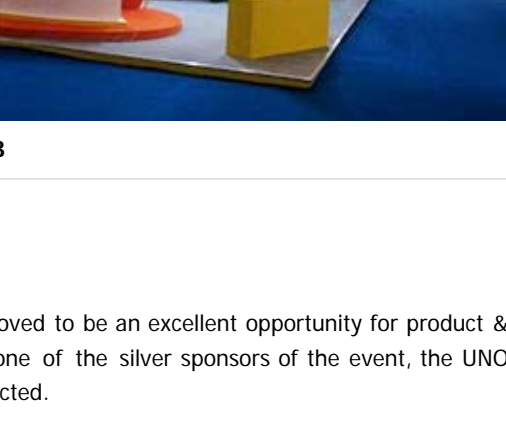 oved to be an excellent opportunity for product &
one of the silver sponsors of the event, the UNO
cted.